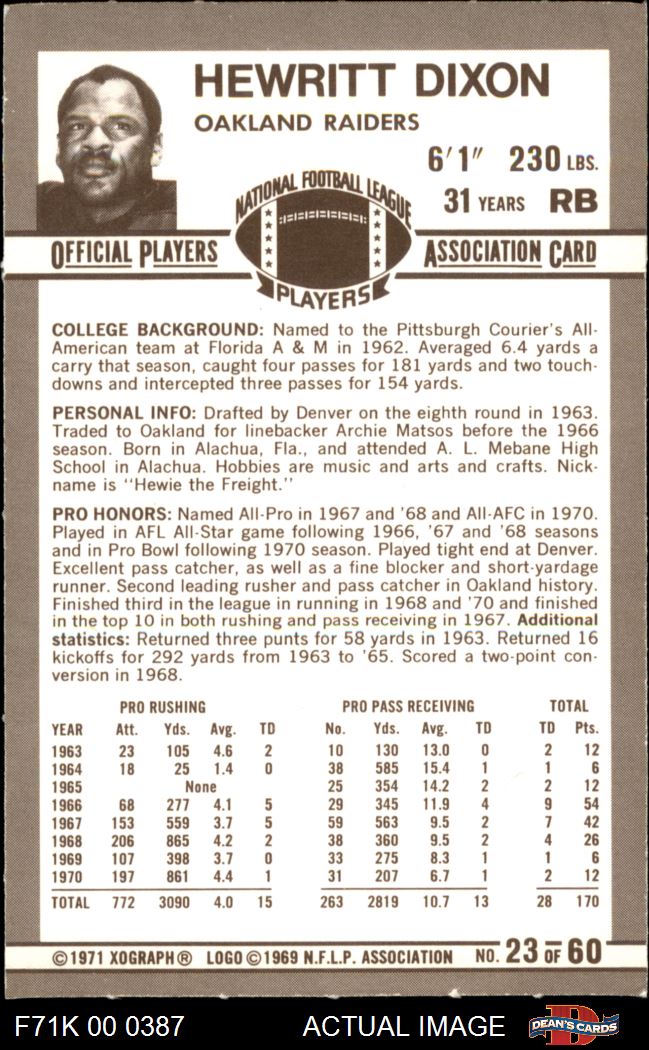 HEWRITT DIXON
OAKLAND RAIDERS
6'1" 230 LBS.
31 YEARS RB
NATIONAL FOOTBALL LEAGUE
PLAYERS
OFFICIAL PLAYERS ASSOCIATION CARD
COLLEGE BACKGROUND: Named to the Pittsburgh Courier's All-
American team at Florida A & M in 1962. Averaged 6.4 yards a
carry that season, caught four passes for 181 yards and two touch-
downs and intercepted three passes for 154 yards.
PERSONAL INFO: Drafted by Denver on the eighth round in 1963.
Traded to Oakland for linebacker Archie Matsos before the 1966
season. Born in Alachua, Fla., and attended A. L. Mebane High
School in Alachua. Hobbies are music and arts and crafts. Nick-
name is "Hewie the Freight."
PRO HONORS: Named All-Pro in 1967 and '68 and All-AFC in 1970.
Played in AFL All-Star game following 1966, '67 and '68 seasons
and in Pro Bowl following 1970 season. Played tight end at Denver.
Excellent pass catcher, as well as a fine blocker and short-yardage
runner. Second leading rusher and pass catcher in Oakland history.
Finished third in the league in running in 1968 and '70 and finished
in the top 10 in both rushing and pass receiving in 1967. Additional
statistics: Returned three punts for 58 yards in 1963. Returned 16
kickoffs for 292 yards from 1963 to '65. Scored a two-point con-
version in 1968.
PRO RUSHING PRO PASS RECEIVING TOTAL
YEAR Att. Yds. Avg. TD No. Yds. Avg. TD TD Pts.
1963 23 105 4.6 2 10 130 13.0 0 2 12
1964 18 25 1.4 0 38 585 15.4 1 1 6
1965 None 25 354 14.2 2 2 12
1966 68 277 4.1 5 29 345 11.9 4 9 54
1967 153 559 3.7 5 59 563 9.5 2 7 42
1968 206 865 4.2 2 38 360 9.5 2 4 26
1969 107 398 3.7 0 33 275 8.3 1 1 6
1970 197 861 4.4 1 31 207 6.7 1 2 12
TOTAL 772 3090 4.0 15 263 2819 10.7 13 28 170
©1971 XOGRAPH® LOGO©1969 N.F.L.P. ASSOCIATION NO. 23 OF 60
F71K 00 0387 ACTUAL IMAGE DEAN'S CARDS